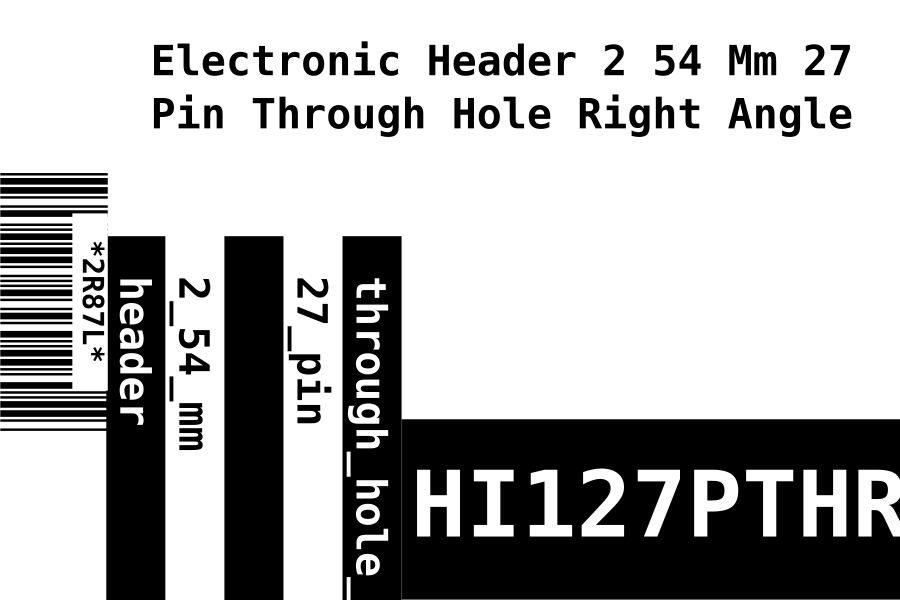 Electronic Header 2 54 Mm 27
Pin Through Hole Right Angle
*2R87L*
header
2_54_mm
27_pin
through_hole_
HI127PTHR